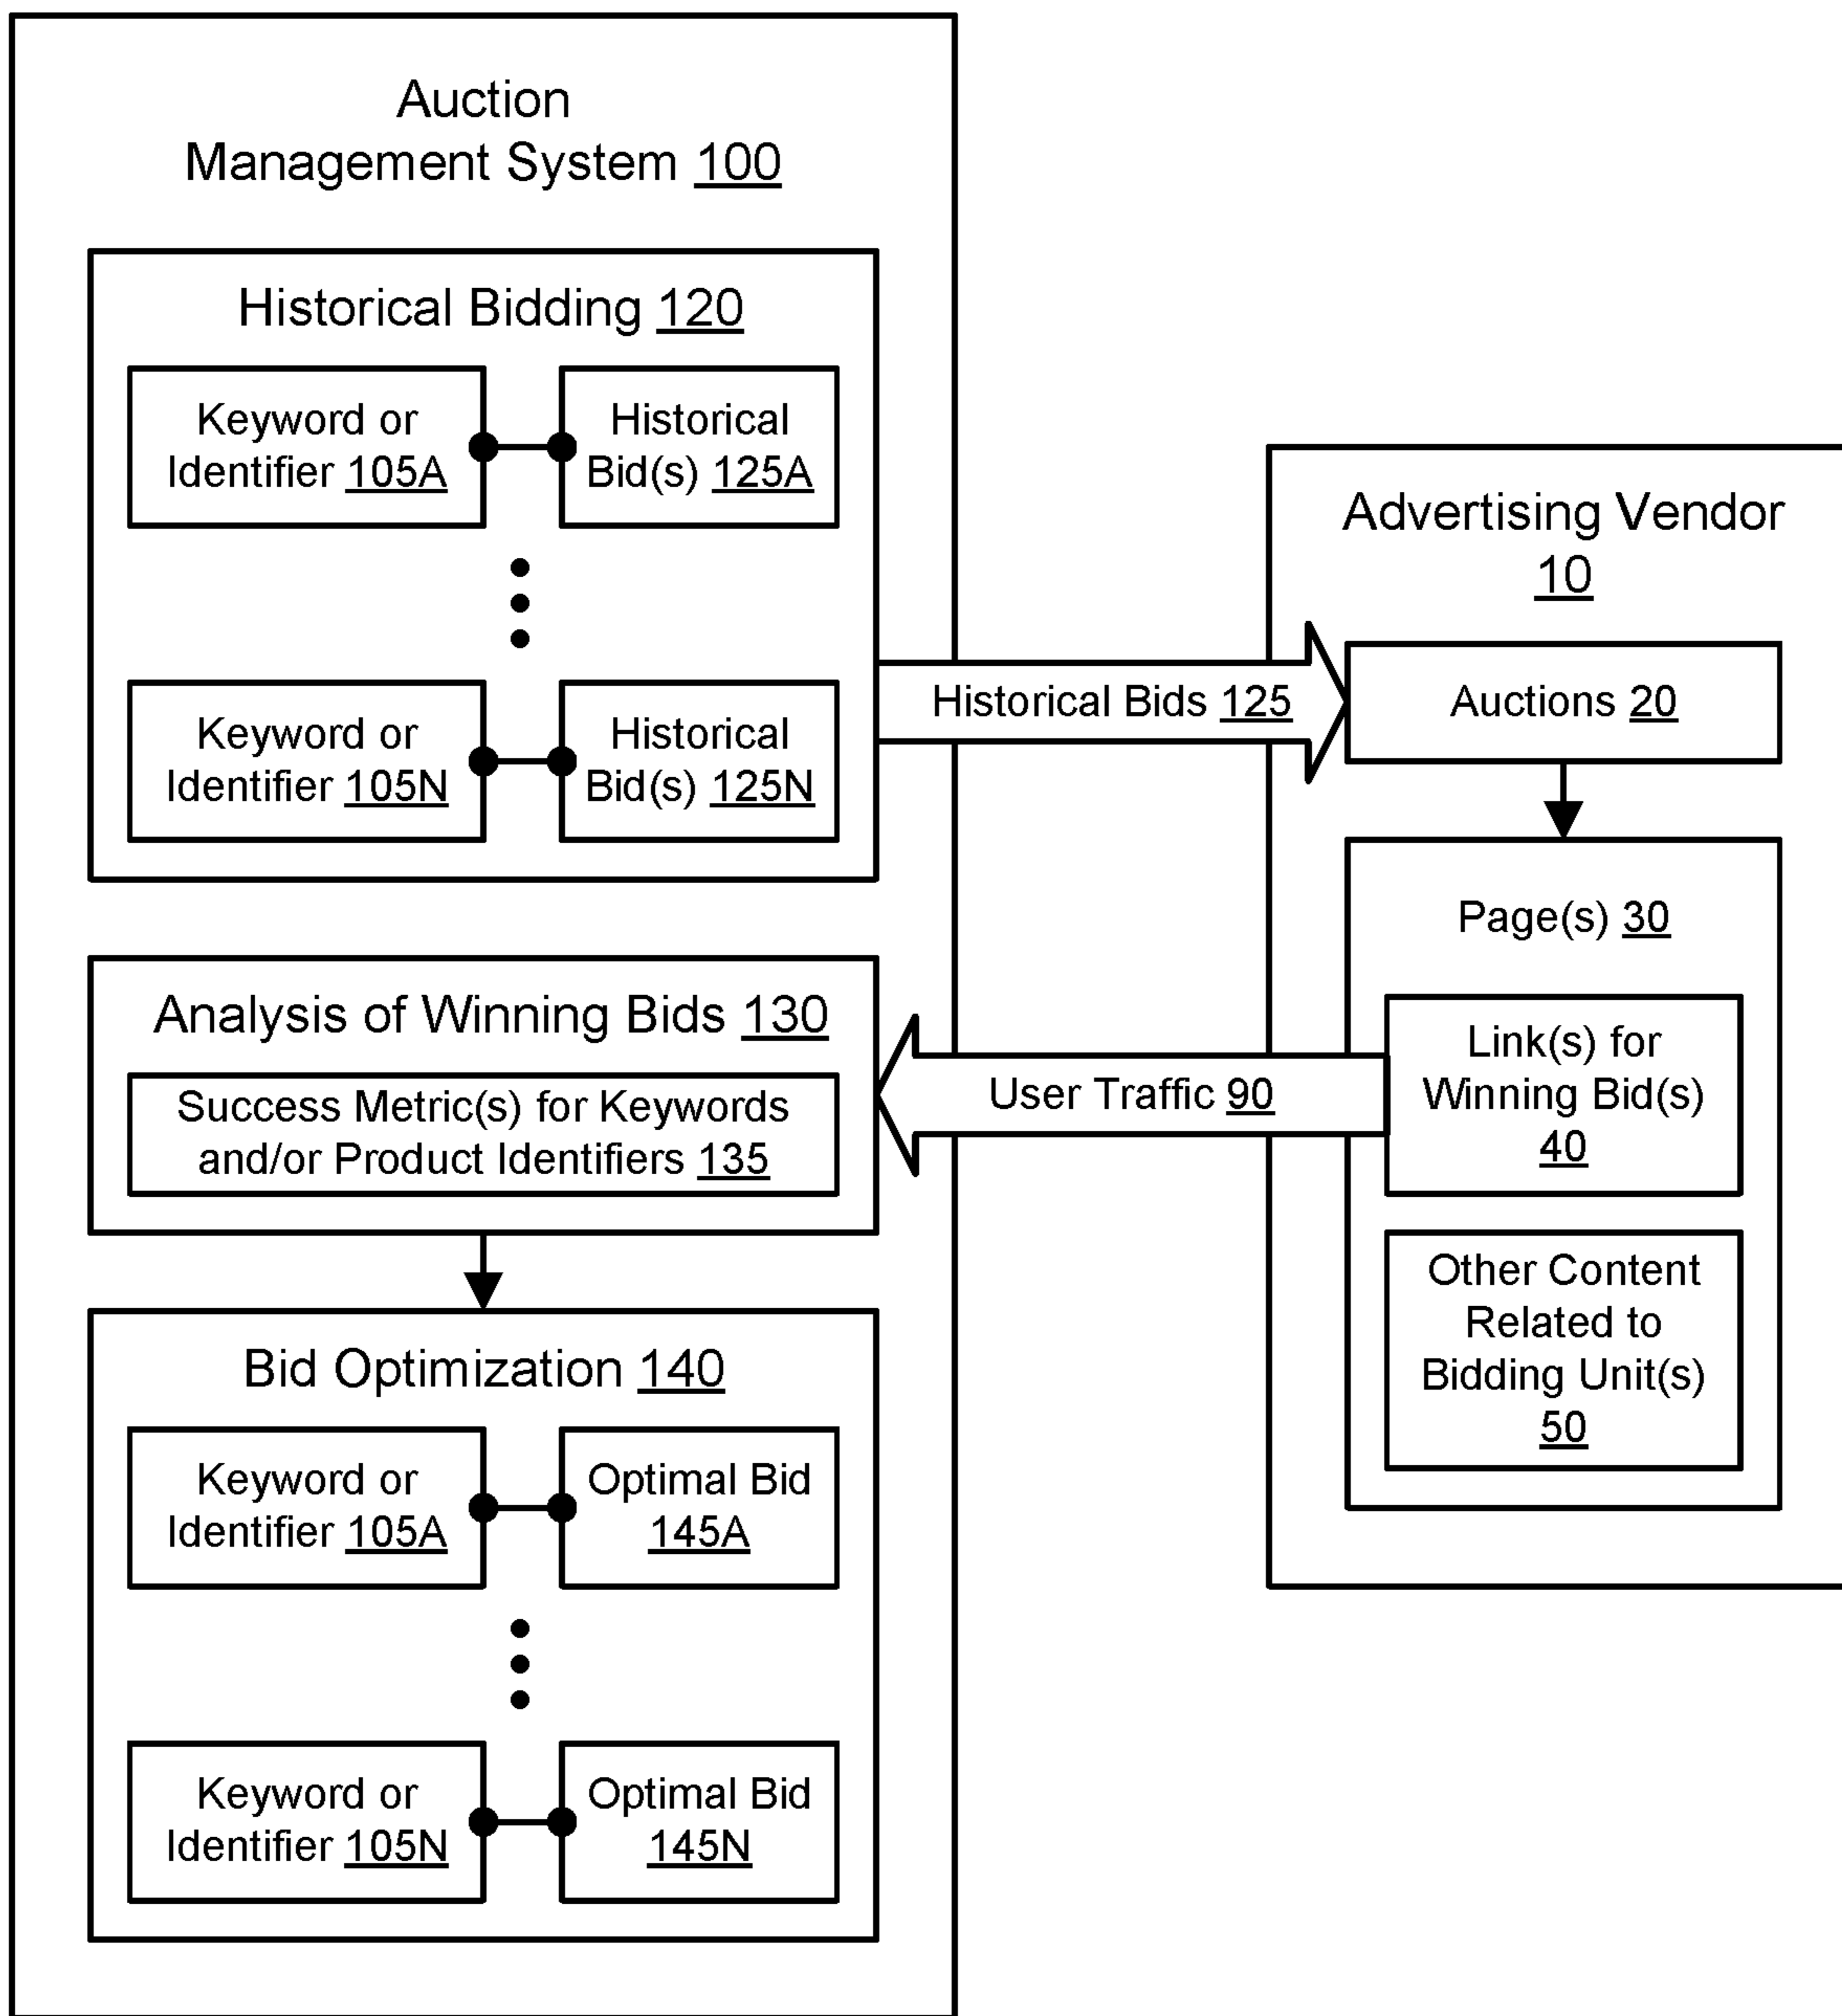 Auction
Management System 100
Historical Bidding 120
Keyword or
Identifier 105A
Historical
Bid(s) 125A
Keyword or
Identifier 105N
Historical
Bid(s) 125N
Historical Bids 125
Advertising Vendor
10
Auctions 20
Page(s) 30
Link(s) for
Winning Bid(s)
40
Other Content
Related to
Bidding Unit(s)
50
User Traffic 90
Analysis of Winning Bids 130
Success Metric(s) for Keywords
and/or Product Identifiers 135
Bid Optimization 140
Keyword or
Identifier 105A
Optimal Bid
145A
Keyword or
Identifier 105N
Optimal Bid
145N